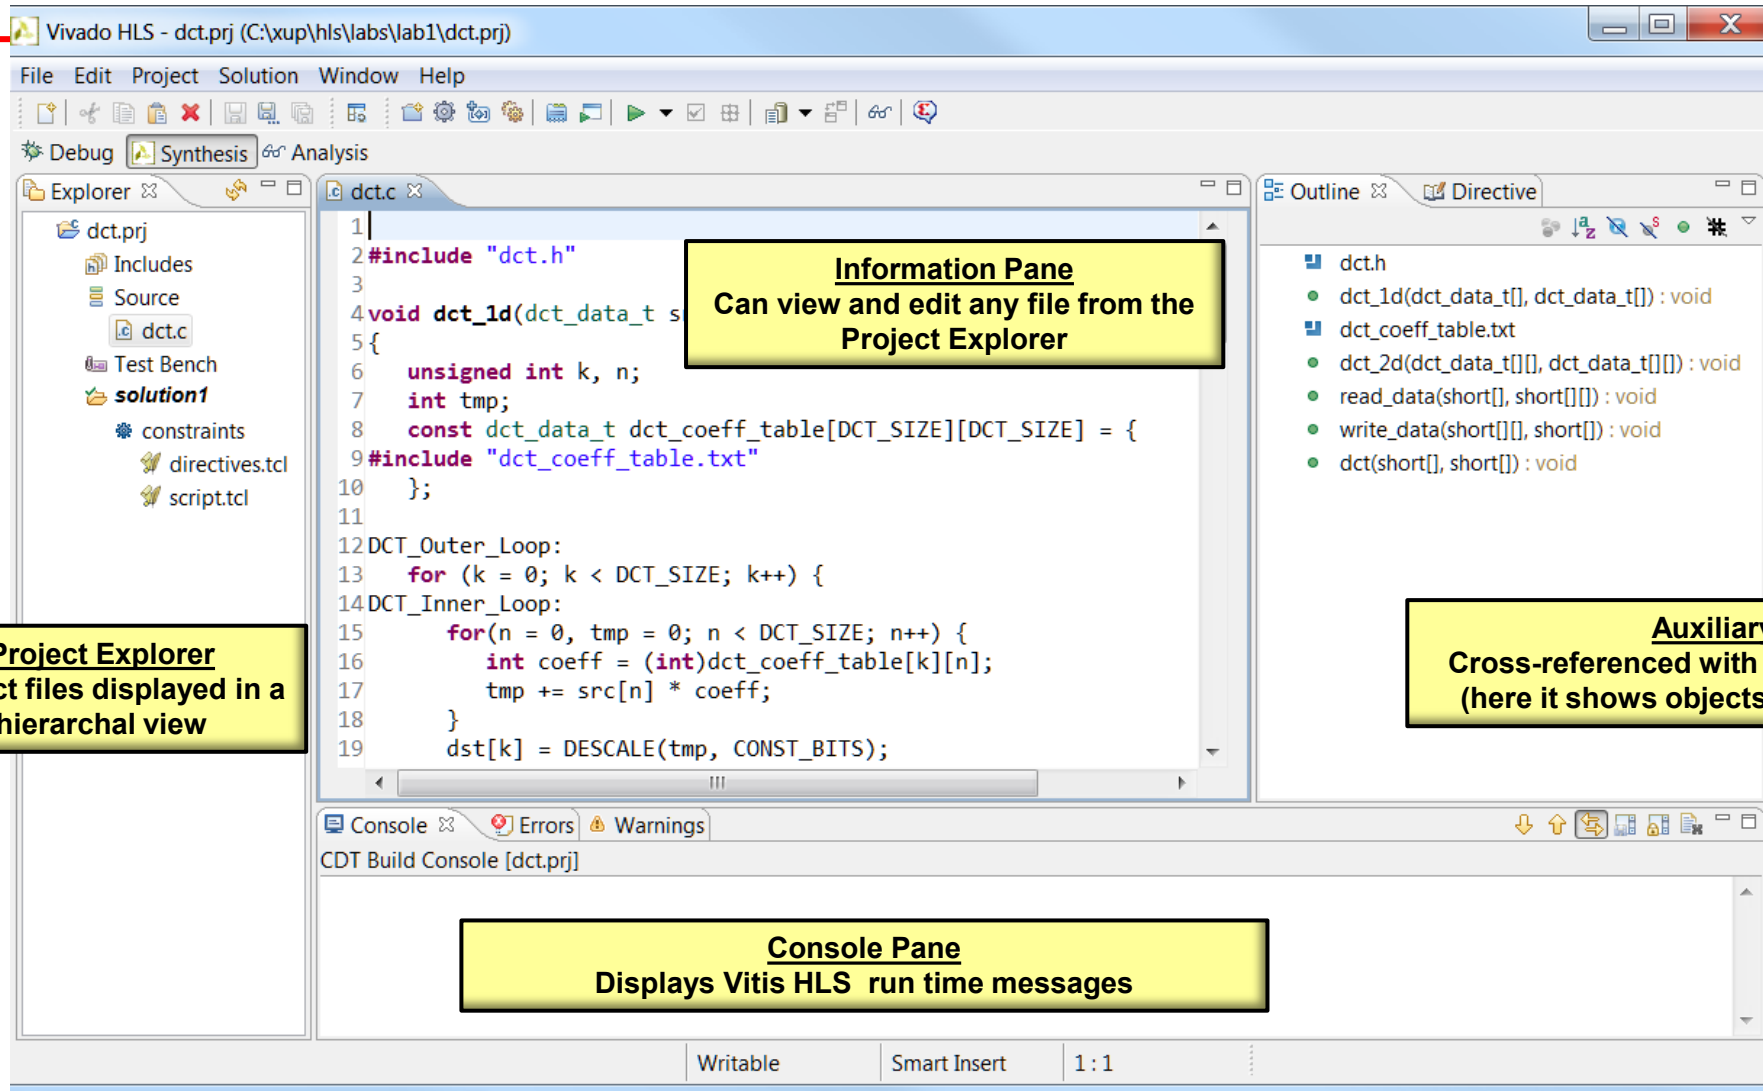 Vivado HLS - dct.prj (C:\xup\hls\labs\lab1\dct.prj)
File Edit Project Solution Window Help
Debug Synthesis Analysis
Explorer
dct.prj
Includes
Source
dct.c
Test Bench
solution1
constraints
directives.tcl
script.tcl
Project Explorer
files displayed in a
hierarchal view
dct.c
1
2 #include "dct.h"
3
4 void dct_1d(dct_data_t
5 {
6 unsigned int k, n;
7 int tmp;
8 const dct_data_t dct_coeff_table[DCT_SIZE][DCT_SIZE] = {
9 #include "dct_coeff_table.txt"
10 };
11
12 DCT_Outer_Loop:
13 for (k = 0; k < DCT_SIZE; k++) {
14 DCT_Inner_Loop:
15 for(n = 0, tmp = 0; n < DCT_SIZE; n++) {
16 int coeff = (int)dct_coeff_table[k][n];
17 tmp += src[n] * coeff;
18 }
19 dst[k] = DESCALE(tmp, CONST_BITS);
Information Pane
Can view and edit any file from the
Project Explorer
Outline Directive
dct.h
dct_1d(dct_data_t[], dct_data_t[]) : void
dct_coeff_table.txt
dct_2d(dct_data_t[][], dct_data_t[][]) : void
read_data(short[], short[][]) : void
write_data(short[][], short[]) : void
dct(short[], short[]) : void
Auxiliary
Cross-referenced with
(here it shows objects
Console Errors Warnings
CDT Build Console [dct.prj]
Console Pane
Displays Vitis HLS run time messages
Writable Smart Insert 1 : 1